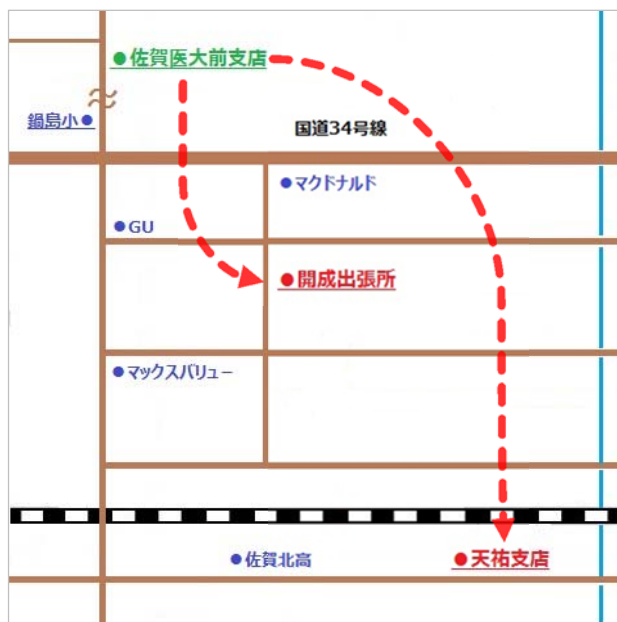 佐賀医大前支店
鍋島小
国道34号線
マクドナルド
GU
開成出張所
マックスバリュー
佐賀北高
天祐支店